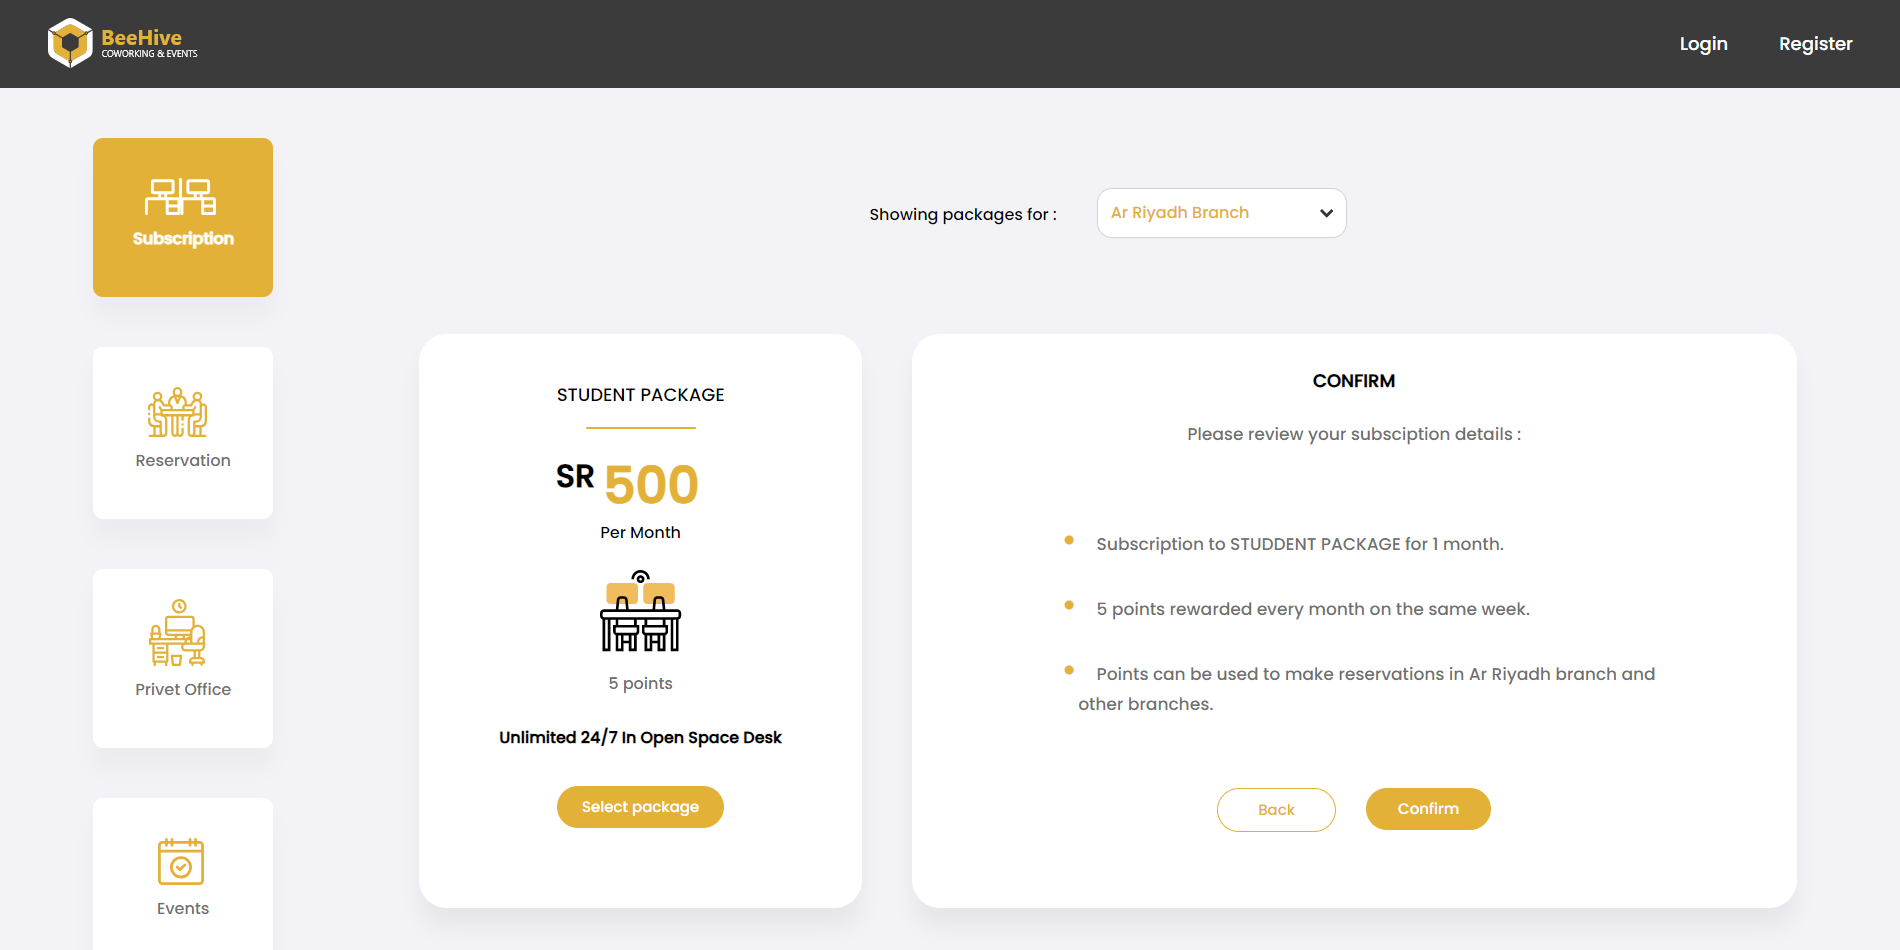 BeeHive
COWORKING & EVENTS
Login
Register
Subscription
Showing packages for :
Ar Riyadh Branch
Reservation
Privet Office
Events
STUDENT PACKAGE
SR 500
Per Month
5 points
Unlimited 24/7 In Open Space Desk
Select package
CONFIRM
Please review your subsciption details :
Subscription to STUDDENT PACKAGE for 1 month.
5 points rewarded every month on the same week.
Points can be used to make reservations in Ar Riyadh branch and
other branches.
Back
Confirm